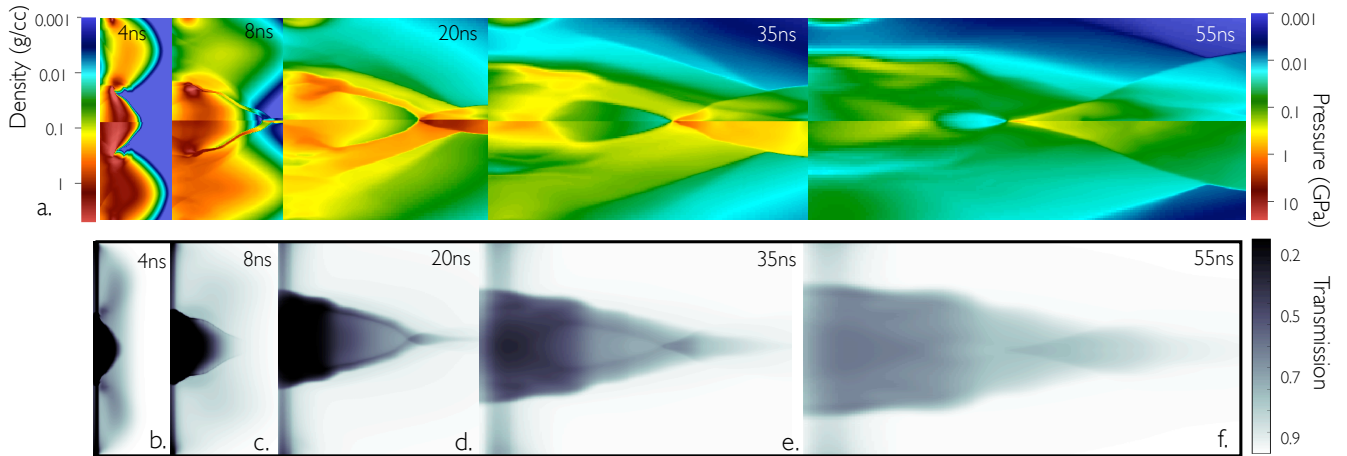 Density (g/cc)
0.001
0.01
0.1
1
a.
4ns
8ns
20ns
35ns
55ns
0.001
0.01
0.1
1
10
Pressure (GPa)
4ns
8ns
20ns
35ns
55ns
b.
c.
d.
e.
f.
0.2
0.5
0.7
0.9
Transmission